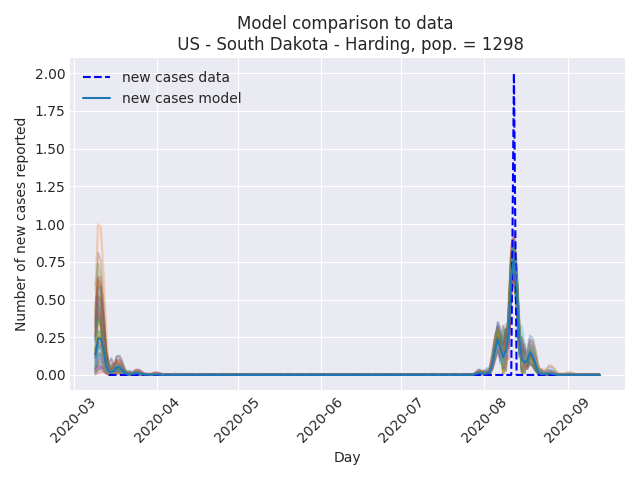 Model comparison to data
US - South Dakota - Harding, pop. = 1298
new cases data
new cases model
Number of new cases reported
2.00
1.75
1.50
1.25
1.00
0.75
0.50
0.25
0.00
2020-03
2020-04
2020-05
2020-06
2020-07
2020-08
2020-09
Day